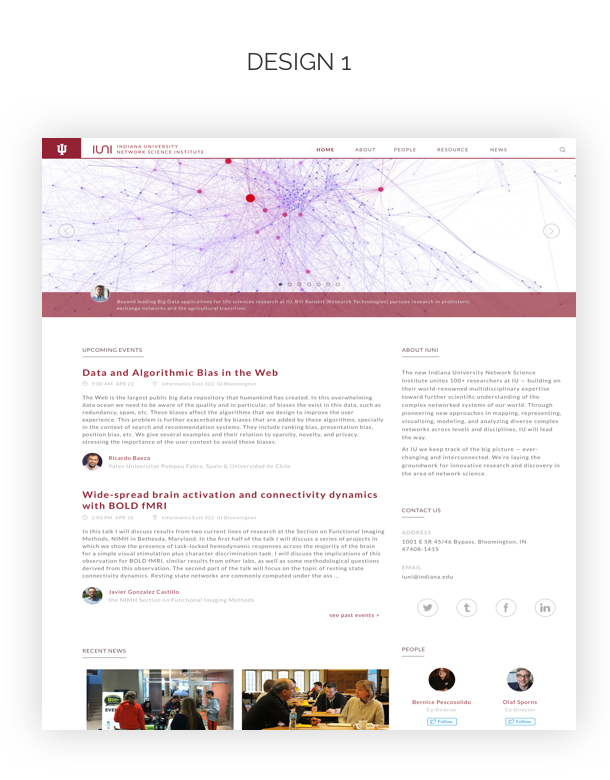 DESIGN 1
IUNI
INDIANA UNIVERSITY
NETWORK SCIENCE INSTITUTE
HOME ABOUT PEOPLE RESOURCE NEWS
Beyond leading Big Data applications for life sciences research at IU, Bill Barnett (Research Technologies) pursues research in prehistoric
exchange networks and the agricultural transition.
UPCOMING EVENTS
Data and Algorithmic Bias in the Web
9:00 AM APR 22 Informatics East 322 IU Bloomington
The Web is the largest public big data repository that humankind has created. In this overwhelming
data ocean we need to be aware of the quality and in particular, of biases the exist in this data, such as
redundancy, spam, etc. These biases affect the algorithms that we design to improve the user
experience. This problem is further exacerbated by biases that are added by these algorithms, specially
in the context of search and recommendation systems. They include ranking bias, presentation bias,
position bias, etc. We give several examples and their relation to sparsity, novelty, and privacy,
stressing the importance of the user context to avoid these biases.
Ricardo Baeza
Yales Universitat Pompeu Fabra, Spain & Universidad de Chile
Wide-spread brain activation and connectivity dynamics
with BOLD fMRI
2:00 PM APR 18 Informatics East 322 IU Bloomington
In this talk I will discuss results from two current lines of research at the Section on Functional Imaging
Methods, NIMH in Bethesda, Maryland. In the first half of the talk I will discuss a series of projects in
which we show the presence of task-locked hemodynamic responses across the majority of the brain
for a simple visual stimulation plus character discrimination task. I will discuss the implications of this
observation for BOLD fMRI, similar results from other labs, as well as some methodological questions
derived from these results. The second part of the talk will focus on the topic of resting state
connectivity dynamics. Resting state networks are commonly computed under the ass ...
Javier Gonzalez Castillo
the NIMH Section on Functional Imaging Methods
see past events >
RECENT NEWS
ABOUT IUNI
The new Indiana University Network Science
Institute unites 100+ researchers at IU — building on
their world-renowned multidisciplinary expertise
toward further scientific understanding of the
complex networked systems of our world. Through
pioneering new approaches in mapping, representing,
visualizing, modeling, and analyzing diverse complex
networks across levels and disciplines, IU will lead
the way.
At IU we keep track of the big picture — ever-
changing and interconnected. We're laying the
groundwork for innovative research and discovery in
the area of network science.
CONTACT US
ADDRESS
1001 E SR 45/46 Bypass, Bloomington, IN
47408-1415
EMAIL
iuni@indiana.edu
PEOPLE
Bernice Pescosolido Olaf Sporns
Co-Director Co-Director
Follow Follow